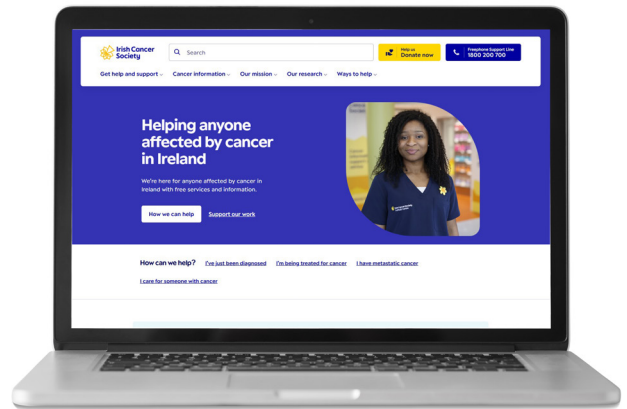 Irish Cancer
Society
Search
Help us
Donate now
Freephone Support Line
1800 200 700
Get help and support
Cancer information
Our mission
Our research
Ways to help
Helping anyone
affected by cancer
in Ireland
We're here for anyone affected by cancer in
Ireland with free services and information.
How we can help
Support our work
How can we help?
I've just been diagnosed
I'm being treated for cancer
I have metastatic cancer
I care for someone with cancer